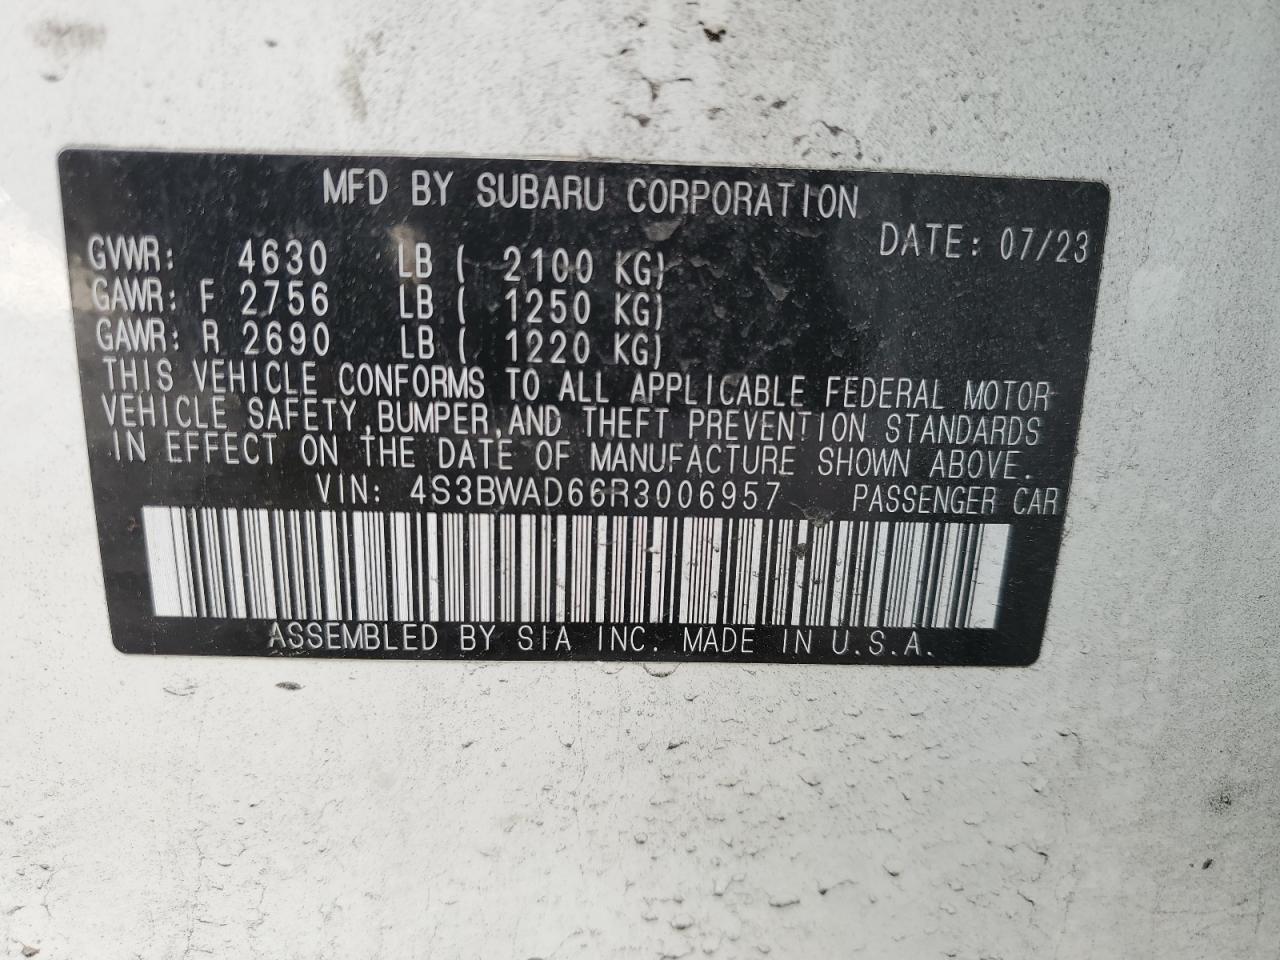 MFD BY SUBARU CORPORATION
DATE: 07/23
GVWR: 4630 LB ( 2100 KG)
GAWR: F 2756 LB ( 1250 KG)
GAWR: R 2690 LB ( 1220 KG)
THIS VEHICLE CONFORMS TO ALL APPLICABLE FEDERAL MOTOR
VEHICLE SAFETY,BUMPER,AND THEFT PREVENTION STANDARDS
IN EFFECT ON THE DATE OF MANUFACTURE SHOWN ABOVE.
VIN: 4S3BWAD66R3006957 PASSENGER CAR
ASSEMBLED BY SIA INC. MADE IN U.S.A.